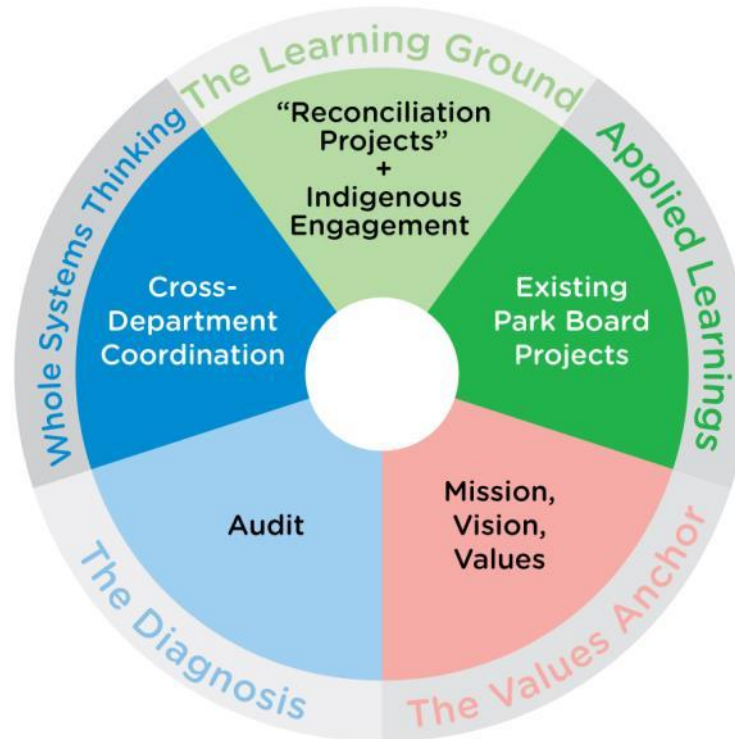 The Learning Ground
“Reconciliation
Projects”
+
Indigenous
Engagement
Applied Learnings
Existing
Park Board
Projects
The Values Anchor
Mission,
Vision,
Values
The Diagnosis
Audit
Whole Systems Thinking
Cross-
Department
Coordination